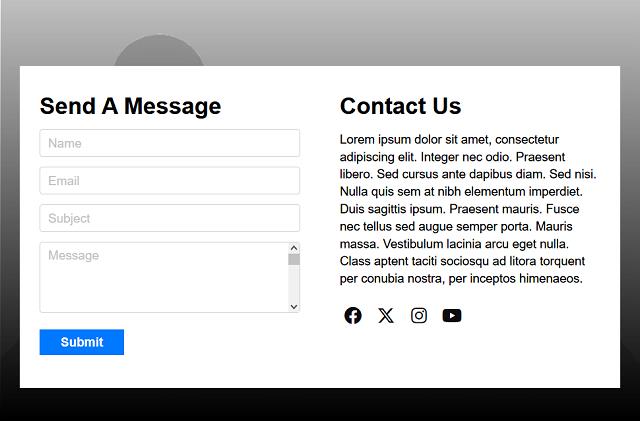 Send A Message
Name
Email
Subject
Message
Submit
Contact Us
Lorem ipsum dolor sit amet, consectetur
adipiscing elit. Integer nec odio. Praesent
libero. Sed cursus ante dapibus diam. Sed nisi.
Nulla quis sem at nibh elementum imperdiet.
Duis sagittis ipsum. Praesent mauris. Fusce
nec tellus sed augue semper porta. Mauris
massa. Vestibulum lacinia arcu eget nulla.
Class aptent taciti sociosqu ad litora torquent
per conubia nostra, per inceptos himenaeos.